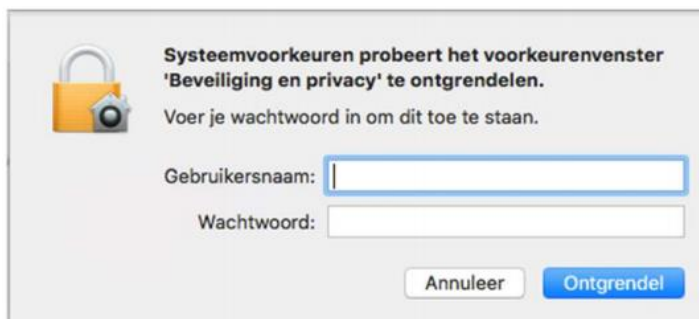 Systeemvoorkeuren probeert het voorkeurenvenster
'Beveiliging en privacy' te ontgrendelen.
Voer je wachtwoord in om dit toe te staan.
Gebruikersnaam:
Wachtwoord:
Annuleer Ontgrendel